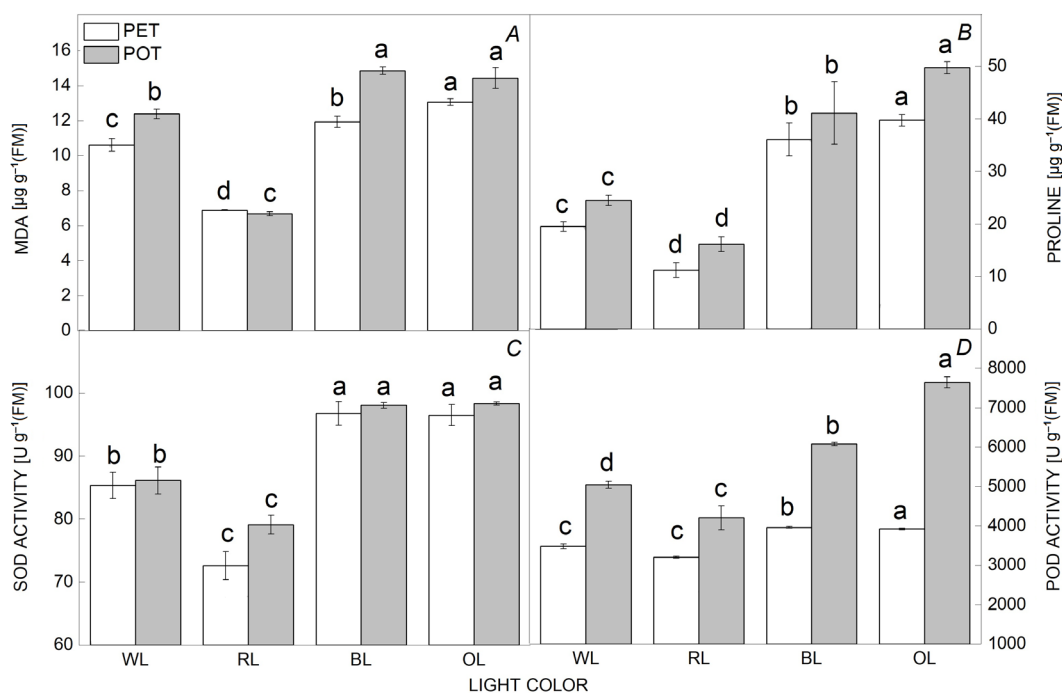 PET
POT
A
MDA [µg g⁻¹(FM)]
16
14
12
10
8
6
4
2
0
c
b
d
c
b
a
a
a
B
PROLINE [µg g⁻¹(FM)]
50
40
30
20
10
0
c
c
d
d
b
b
a
a
C
SOD ACTIVITY [U g⁻¹(FM)]
100
90
80
70
60
b
b
c
c
a
a
a
a
D
POD ACTIVITY [U g⁻¹(FM)]
8000
7000
6000
5000
4000
3000
2000
1000
c
d
c
c
b
b
a
a
WL RL BL OL WL RL BL OL
LIGHT COLOR